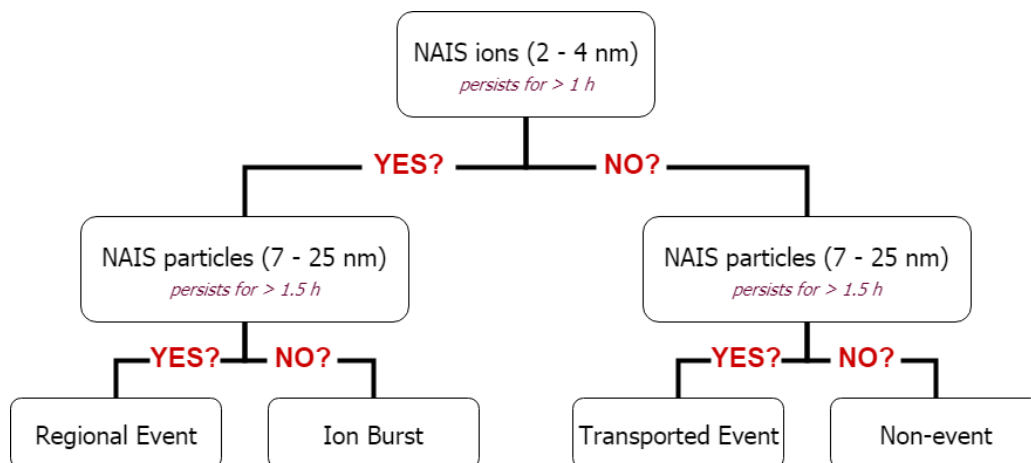 NAIS ions (2 - 4 nm)
persists for > 1 h
YES?
NO?
NAIS particles (7 - 25 nm)
persists for > 1.5 h
NAIS particles (7 - 25 nm)
persists for > 1.5 h
YES?
NO?
YES?
NO?
Regional Event
Ion Burst
Transported Event
Non-event